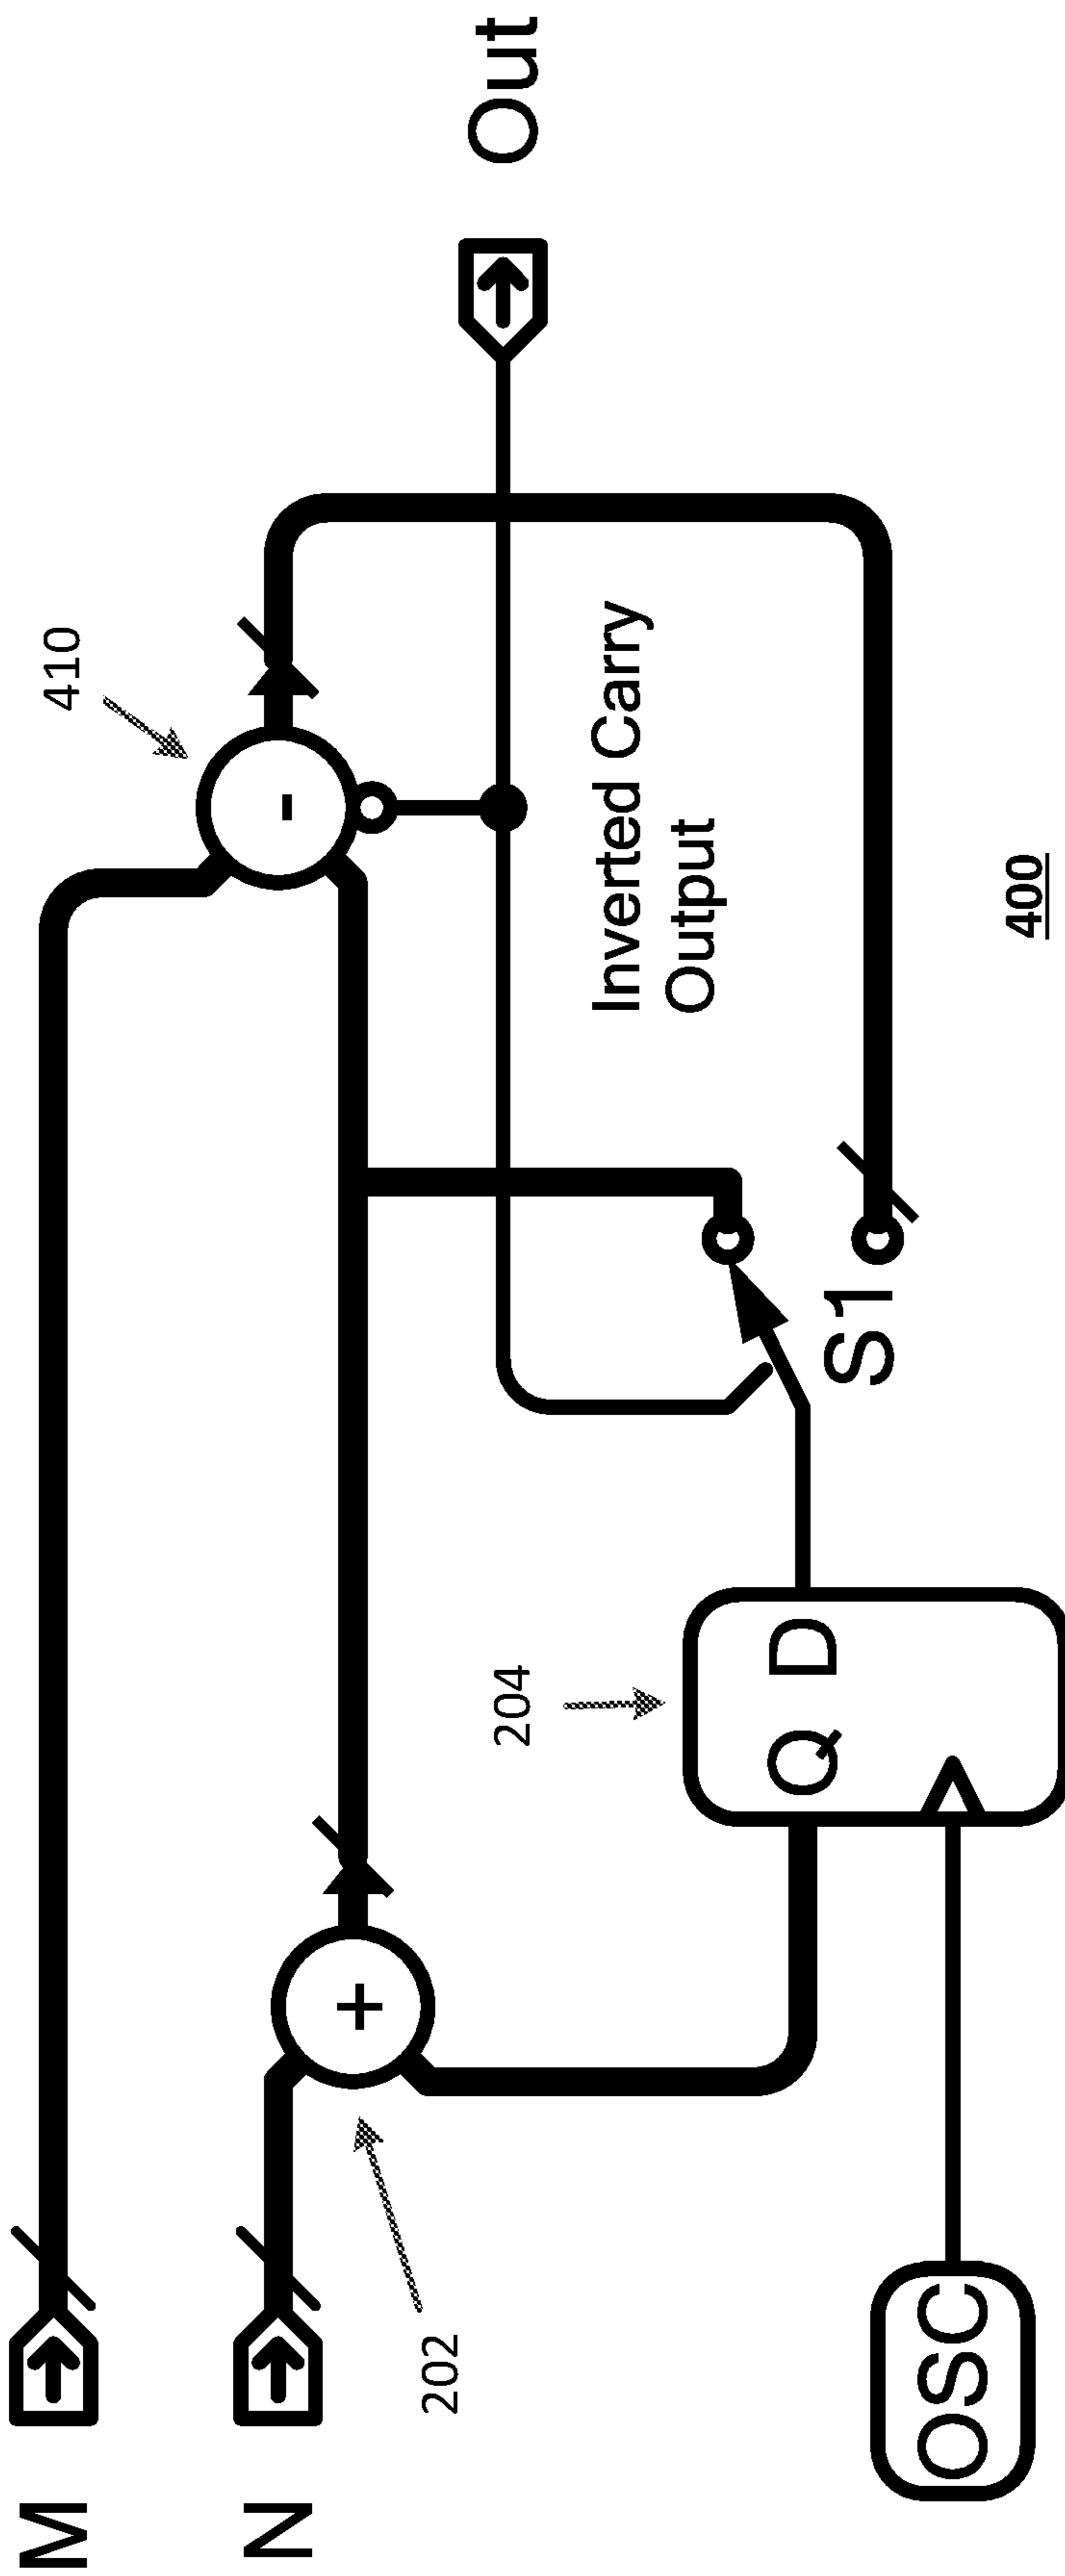 M
N
202
+
OSC
204
Q D
S1
410
-
Inverted Carry
Output
Out
400